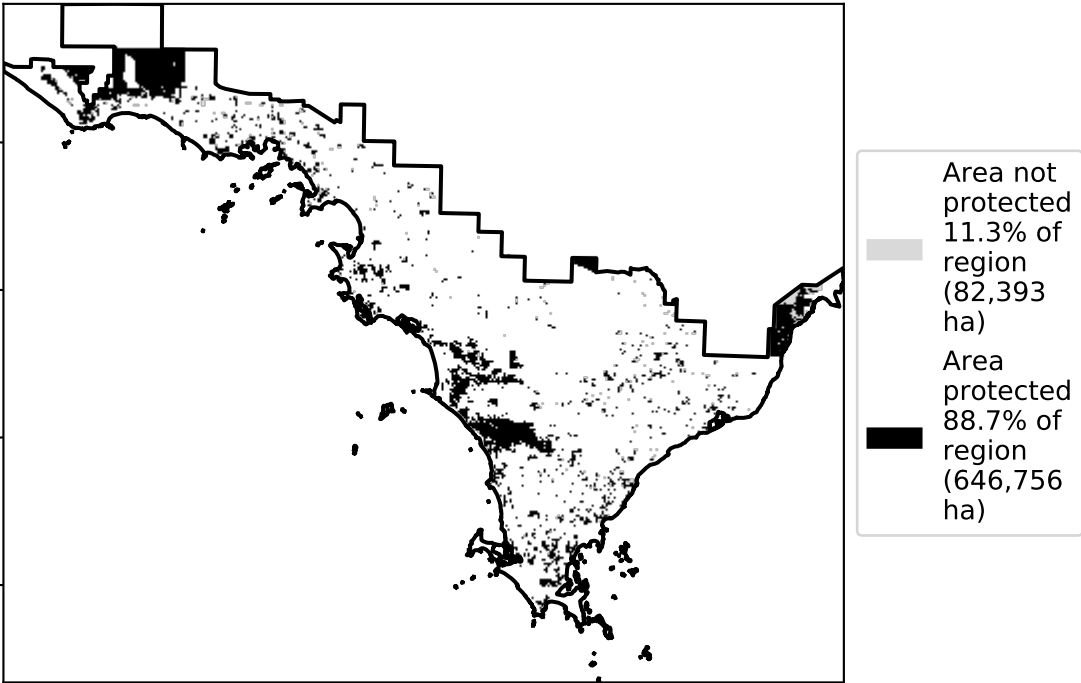 Area not
protected
11.3% of
region
(82,393
ha)
Area
protected
88.7% of
region
(646,756
ha)